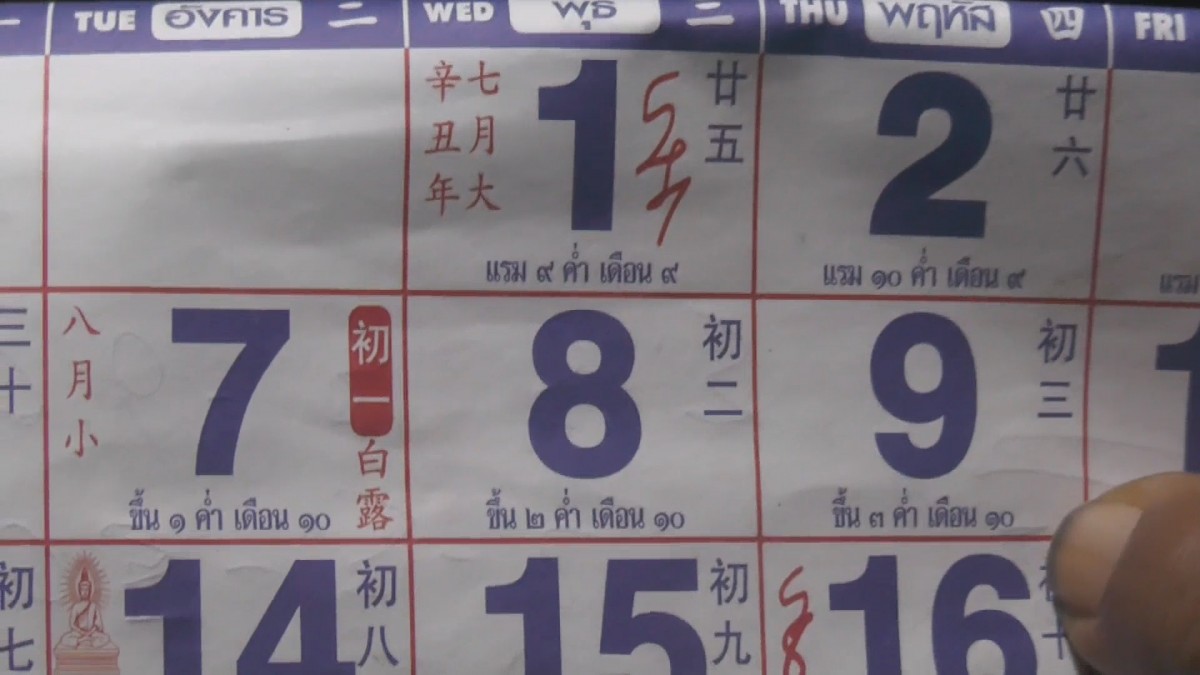 一 TUE อังคาร 二 WED พุธ 三 THU พฤหัส 四 FRI
辛丑年
七月大
1
廿五
แรม ๙ ค่ำ เดือน ๙
2
廿六
แรม ๑๐ ค่ำ เดือน ๙
แรม
三十
八月小
7
初一
白露
ขึ้น ๑ ค่ำ เดือน ๑๐
8
初二
ขึ้น ๒ ค่ำ เดือน ๑๐
9
初三
ขึ้น ๓ ค่ำ เดือน ๑๐
初七
14
初八
15
初九
16